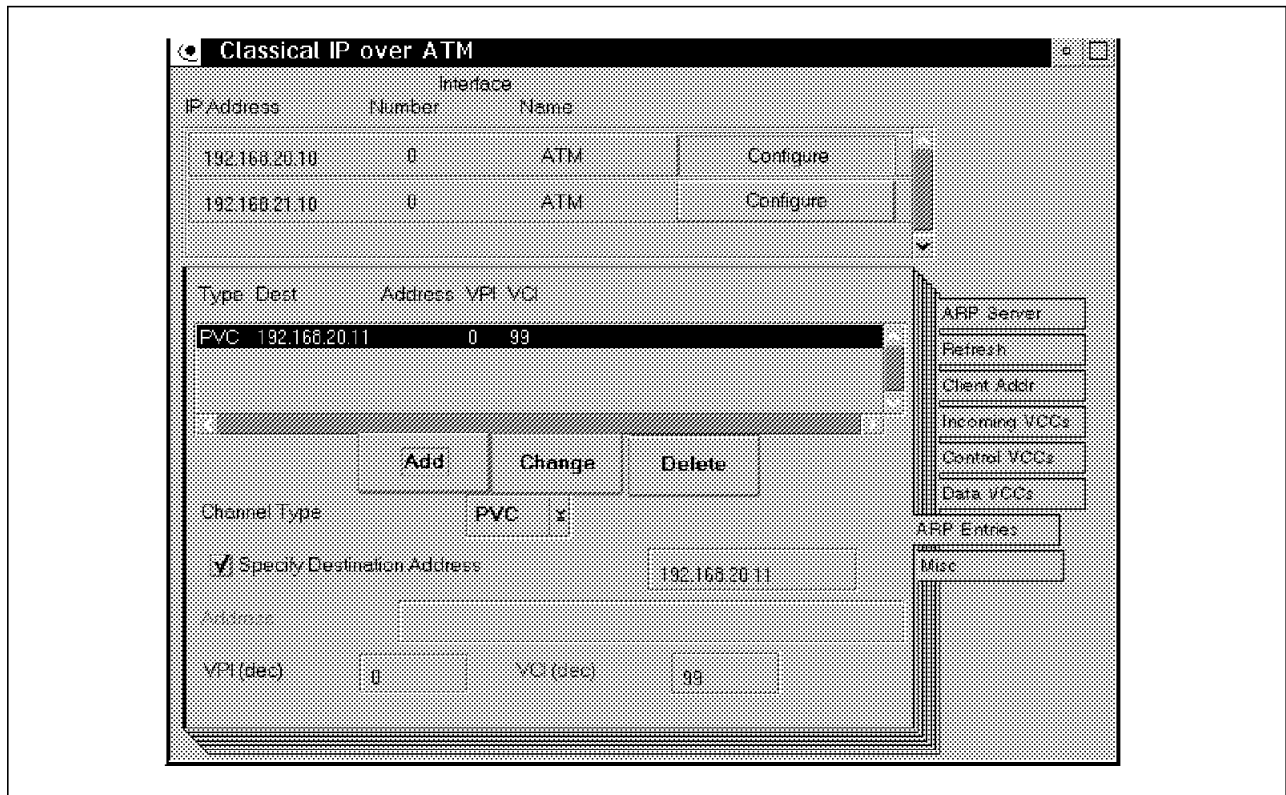 Classical IP over ATM
Interface
IP Address Number Name
192.168.20.10 0 ATM Configure
192.168.21.10 0 ATM Configure
Type Dest Address VPI VCI
PVC 192.168.20.11 0 99
Add Change Delete
Channel Type PVC
Specify Destination Address 192.168.20.11
Address
VPI (dec) 0 VCI (dec) 99
ARP Server
Refresh
Client Addr
Incoming VCCs
Control VCCs
Data VCCs
ARP Entries
Misc